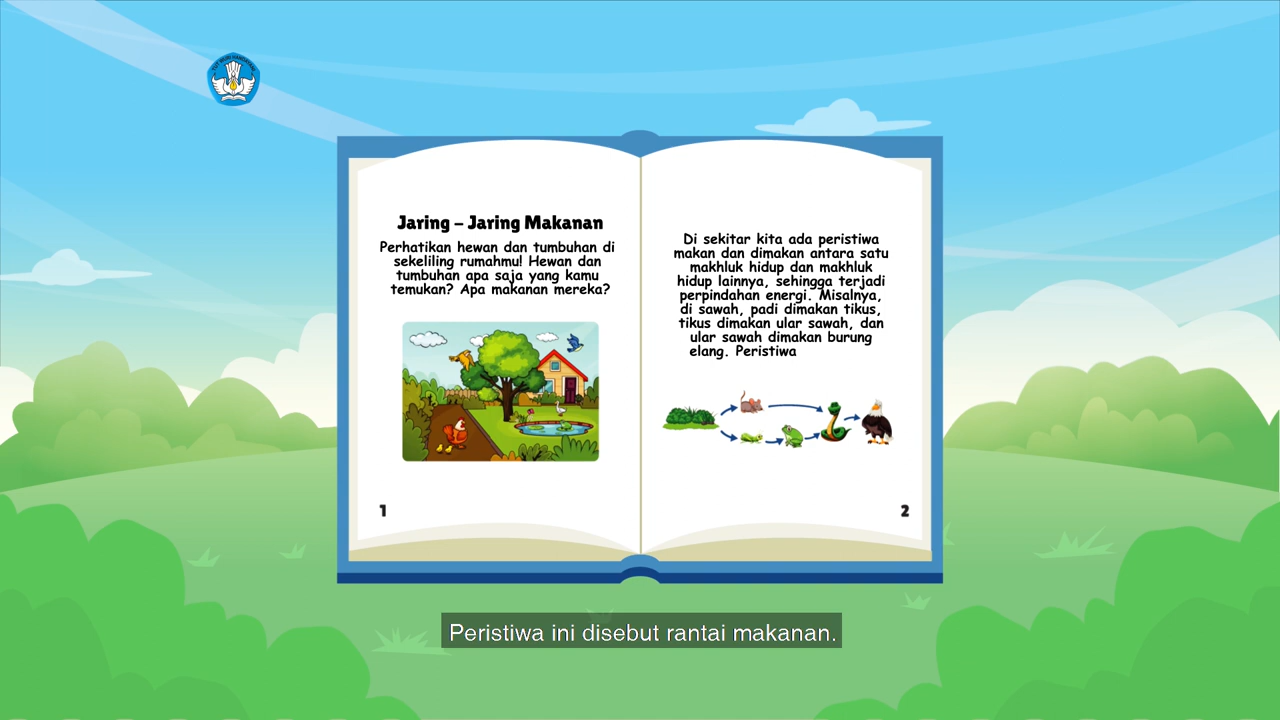 Jaring – Jaring Makanan
Perhatikan hewan dan tumbuhan di
sekeliling rumahmu! Hewan dan
tumbuhan apa saja yang kamu
temukan? Apa makanan mereka?
1
Di sekitar kita ada peristiwa
makan dan dimakan antara satu
makhluk hidup dan makhluk
hidup lainnya, sehingga terjadi
perpindahan energi. Misalnya,
di sawah, padi dimakan tikus,
tikus dimakan ular sawah, dan
ular sawah dimakan burung
elang. Peristiwa
2
Peristiwa ini disebut rantai makanan.